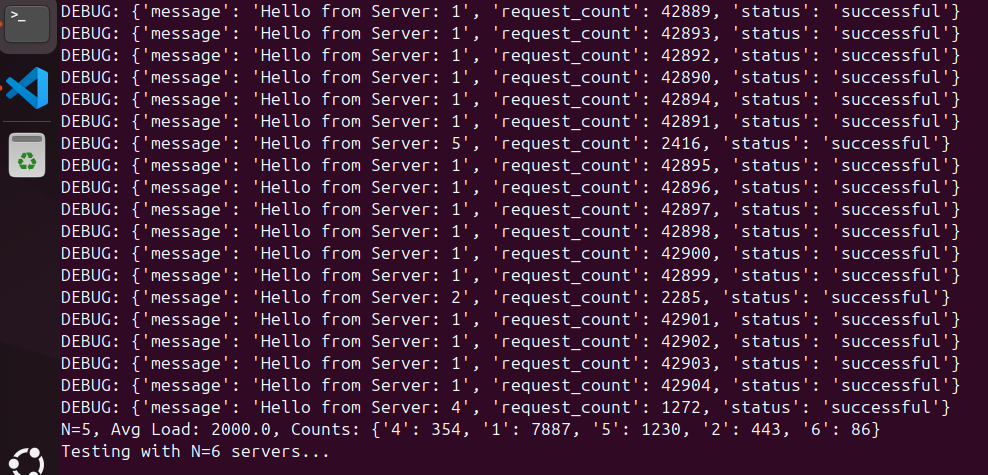 DEBUG: {'message': 'Hello from Server: 1', 'request_count': 42889, 'status': 'successful'}
DEBUG: {'message': 'Hello from Server: 1', 'request_count': 42893, 'status': 'successful'}
DEBUG: {'message': 'Hello from Server: 1', 'request_count': 42892, 'status': 'successful'}
DEBUG: {'message': 'Hello from Server: 1', 'request_count': 42890, 'status': 'successful'}
DEBUG: {'message': 'Hello from Server: 1', 'request_count': 42894, 'status': 'successful'}
DEBUG: {'message': 'Hello from Server: 1', 'request_count': 42891, 'status': 'successful'}
DEBUG: {'message': 'Hello from Server: 5', 'request_count': 2416, 'status': 'successful'}
DEBUG: {'message': 'Hello from Server: 1', 'request_count': 42895, 'status': 'successful'}
DEBUG: {'message': 'Hello from Server: 1', 'request_count': 42896, 'status': 'successful'}
DEBUG: {'message': 'Hello from Server: 1', 'request_count': 42897, 'status': 'successful'}
DEBUG: {'message': 'Hello from Server: 1', 'request_count': 42898, 'status': 'successful'}
DEBUG: {'message': 'Hello from Server: 1', 'request_count': 42900, 'status': 'successful'}
DEBUG: {'message': 'Hello from Server: 1', 'request_count': 42899, 'status': 'successful'}
DEBUG: {'message': 'Hello from Server: 2', 'request_count': 2285, 'status': 'successful'}
DEBUG: {'message': 'Hello from Server: 1', 'request_count': 42901, 'status': 'successful'}
DEBUG: {'message': 'Hello from Server: 1', 'request_count': 42902, 'status': 'successful'}
DEBUG: {'message': 'Hello from Server: 1', 'request_count': 42903, 'status': 'successful'}
DEBUG: {'message': 'Hello from Server: 1', 'request_count': 42904, 'status': 'successful'}
DEBUG: {'message': 'Hello from Server: 4', 'request_count': 1272, 'status': 'successful'}
N=5, Avg Load: 2000.0, Counts: {'4': 354, '1': 7887, '5': 1230, '2': 443, '6': 86}
Testing with N=6 servers...